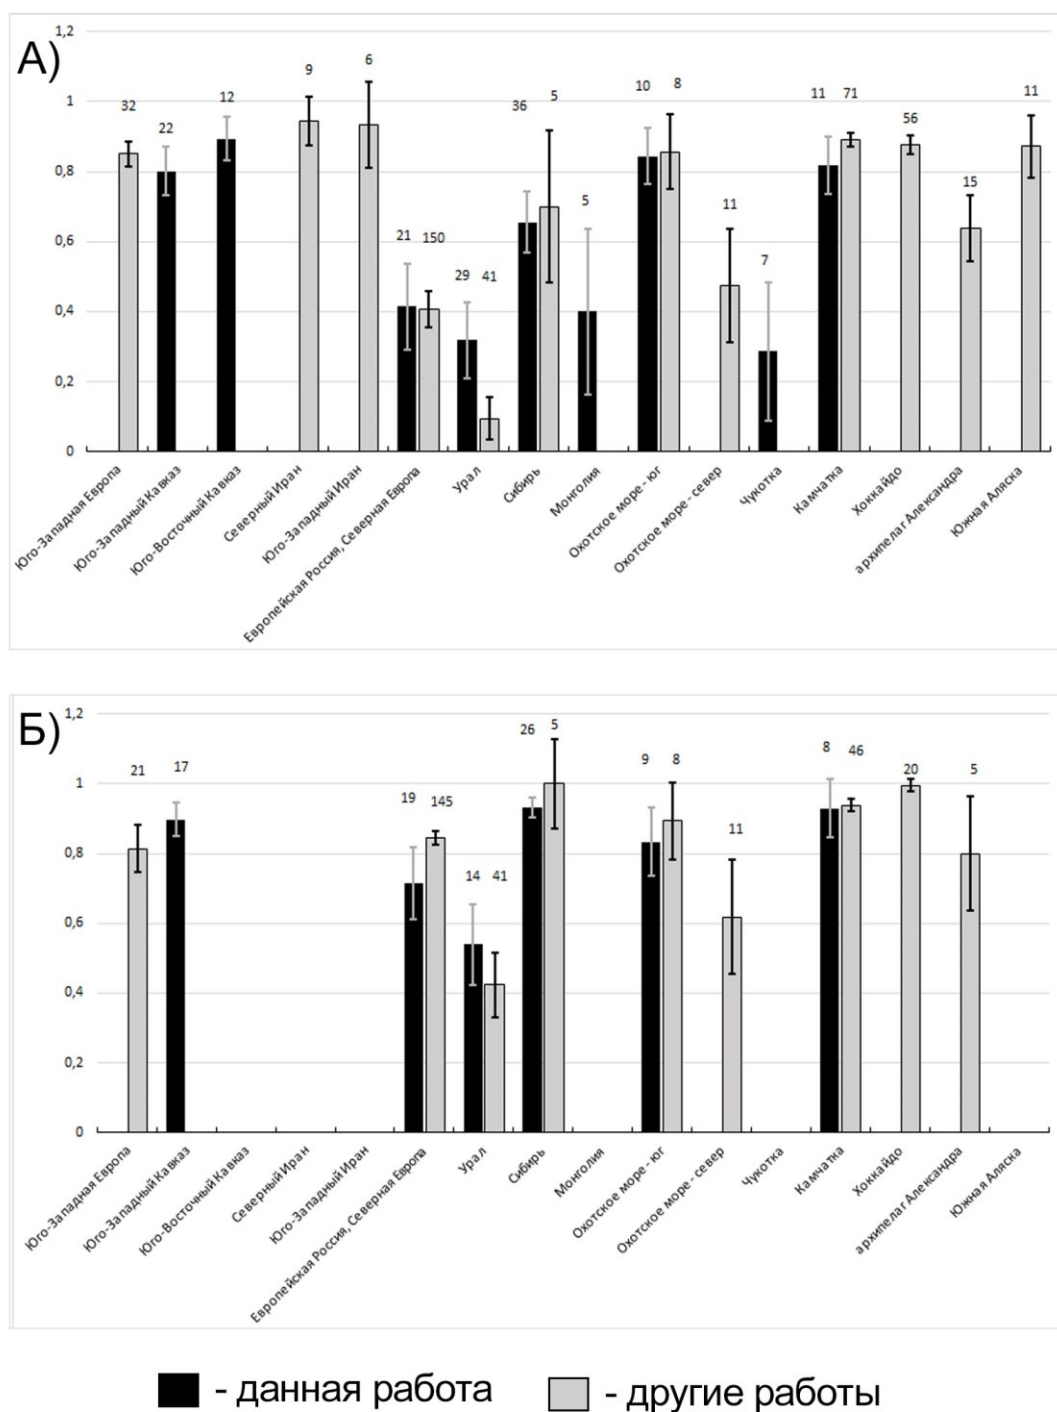 А)
1,2
1
0,8
0,6
0,4
0,2
0
32
22
12
9
6
21
150
29
41
36
5
5
10
8
11
7
11
71
56
15
11
Юго-Западная Европа
Юго-Западный Кавказ
Юго-Восточный Кавказ
Северный Иран
Юго-Западный Иран
Европейская Россия, Северная Европа
Урал
Сибирь
Монголия
Охотское море - юг
Охотское море - север
Чукотка
Камчатка
Хоккайдо
архипелаг Александра
Южная Аляска
Б)
1,2
1
0,8
0,6
0,4
0,2
0
21
17
19
145
14
41
26
5
9
8
11
8
46
20
5
Юго-Западная Европа
Юго-Западный Кавказ
Юго-Восточный Кавказ
Северный Иран
Юго-Западный Иран
Европейская Россия, Северная Европа
Урал
Сибирь
Монголия
Охотское море - юг
Охотское море - север
Чукотка
Камчатка
Хоккайдо
архипелаг Александра
Южная Аляска
- данная работа
- другие работы